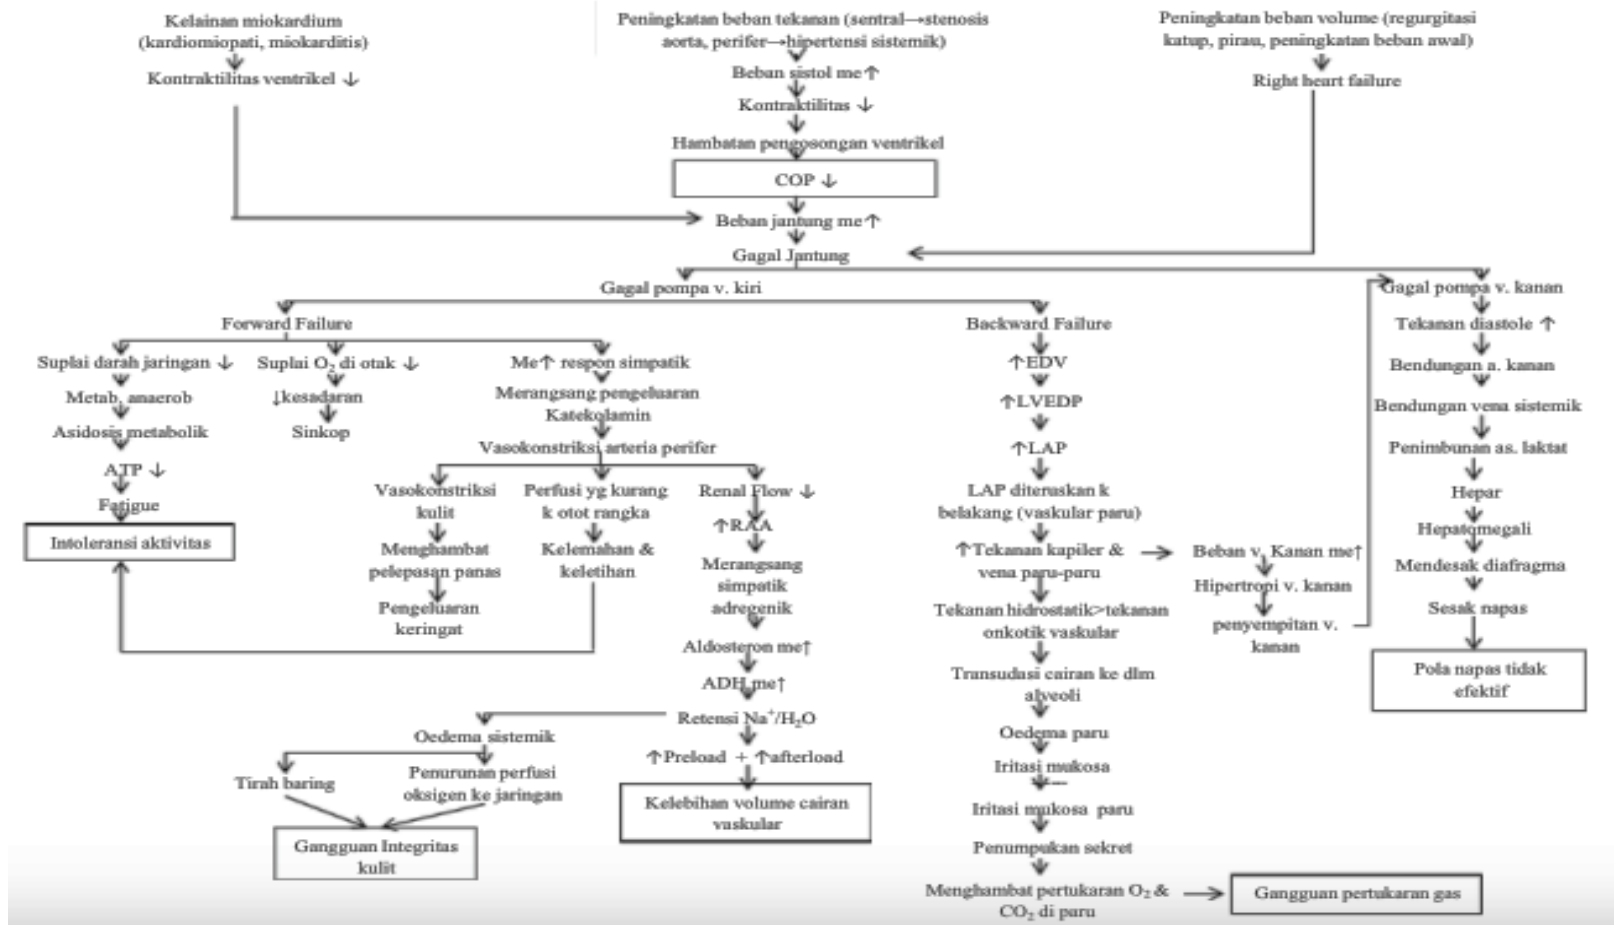 Kelainan miokardium
(kardiomiopati, miokarditis)
Kontraktilitas ventrikel ↓
Peningkatan beban tekanan (sentral→stenosis
aorta, perifer→hipertensi sistemik)
Beban sistol me↑
Kontraktilitas ↓
Hambatan pengosongan ventrikel
COP ↓
Beban jantung me↑
Gagal Jantung
Peningkatan beban volume (regurgitasi
katup, pirau, peningkatan beban awal)
Right heart failure
Gagal pompa v. kiri
Forward Failure
Suplai darah jaringan ↓
Metab. anaerob
Asidosis metabolik
ATP ↓
Fatigue
Intoleransi aktivitas
Suplai O₂ di otak ↓
↓kesadaran
Sinkop
Me↑ respon simpatik
Merangsang pengeluaran
Katekolamin
Vasokonstriksi arteria perifer
Vasokonstriksi
kulit
Menghambat
pelepasan panas
Pengeluaran
keringat
Perfusi yg kurang
k otot rangka
Kelemahan &
keletihan
Renal Flow ↓
↑RAA
Merangsang
simpatik
adregenik
Aldosteron me↑
ADH me↑
Retensi Na⁺/H₂O
↑Preload + ↑afterload
Kelebihan volume cairan
vaskular
Oedema sistemik
Tirah baring
Penurunan perfusi
oksigen ke jaringan
Gangguan Integritas
kulit
Backward Failure
↑EDV
↑LVEDP
↑LAP
LAP diteruskan k
belakang (vaskular paru)
↑Tekanan kapiler &
vena paru-paru
Tekanan hidrostatik>tekanan
onkotik vaskular
Transudasi cairan ke dlm
alveoli
Oedema paru
Iritasi mukosa
Iritasi mukosa paru
Penumpukan sekret
Menghambat pertukaran O₂ &
CO₂ di paru
Gangguan pertukaran gas
Beban v. Kanan me↑
Hipertropi v. kanan
penyempitan v.
kanan
Gagal pompa v. kanan
Tekanan diastole ↑
Bendungan a. kanan
Bendungan vena sistemik
Penimbunan as. laktat
Hepar
Hepatomegali
Mendesak diafragma
Sesak napas
Pola napas tidak
efektif